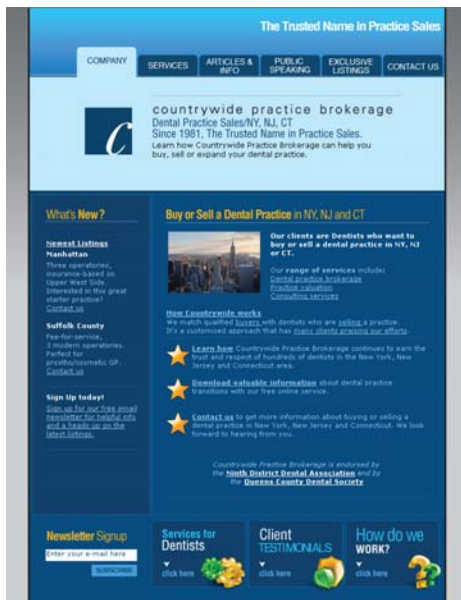 The Trusted Name In Practice Sales
COMPANY
SERVICES
ARTICLES &
INFO
PUBLIC
SPEAKING
EXCLUSIVE
LISTINGS
CONTACT US
c
countrywide practice brokerage
Dental Practice Sales/NY, NJ, CT
Since 1981, The Trusted Name in Practice Sales.
Learn how Countrywide Practice Brokerage can help you
buy, sell or expand your dental practice.
What's New?
Newest Listings
Manhattan
Three operatories,
insurance-based on
Upper West Side.
Interested in this great
starter practice?
Contact us
Suffolk County
Fee-for-service,
3 modern operatories.
Perfect for
prostho/cosmetic GP.
Contact us
Sign Up today!
Sign up for our free email
newsletter for helpful info
and a heads up on the
latest listings.
Buy or Sell a Dental Practice in NY, NJ and CT
Our clients are Dentists who want to
buy or sell a dental practice in NY, NJ
or CT.
Our range of services include:
Dental practice brokerage
Practice valuation
Consulting services
How Countrywide works
We match qualified buyers with dentists who are selling a practice.
It's a customized approach that has many clients praising our efforts.
Learn how Countrywide Practice Brokerage continues to earn the
trust and respect of hundreds of dentists in the New York, New
Jersey and Connecticut area.
Download valuable information about dental practice
transitions with our free online service.
Contact us to get more information about buying or selling a
dental practice in New York, New Jersey and Connecticut. We look
forward to hearing from you.
Countrywide Practice Brokerage is endorsed by
the Ninth District Dental Association and by
the Queens County Dental Society
Newsletter Signup
Enter your e-mail here
SUBSCRIBE
Services for
Dentists
click here
Client
TESTIMONIALS
click here
How do we
WORK?
click here